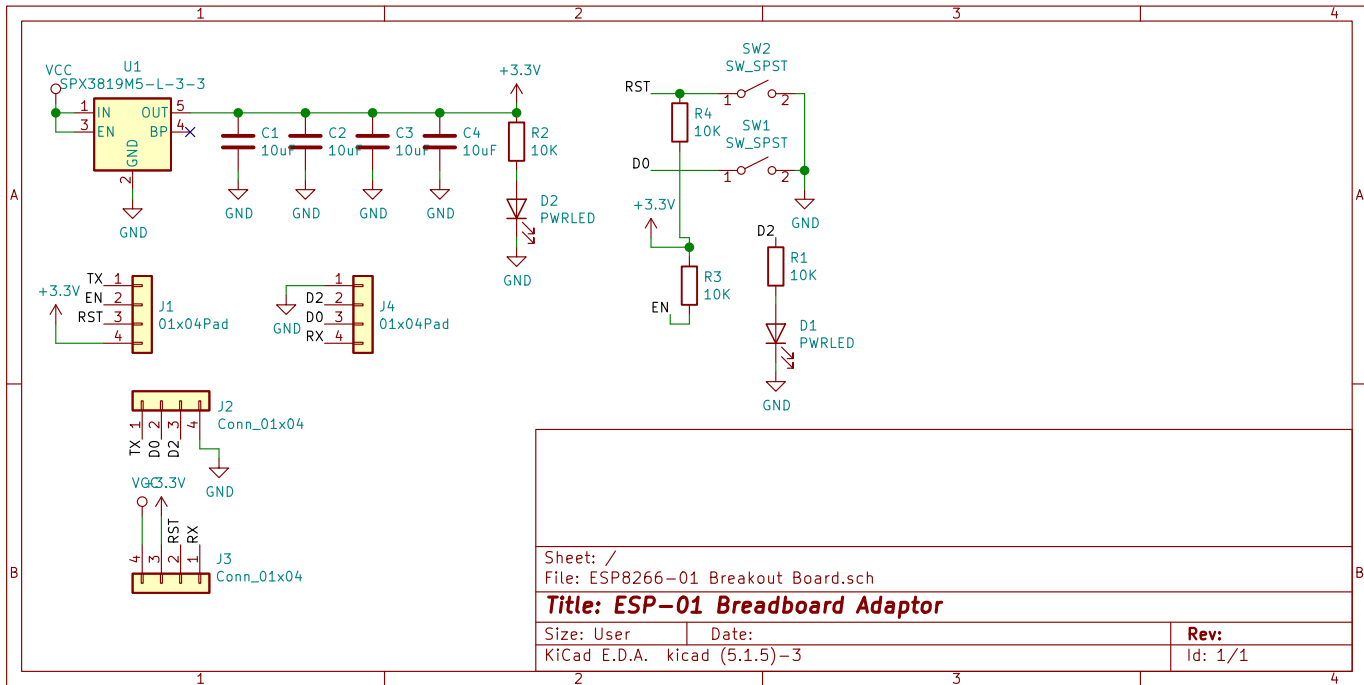 1 2 3 4
A
B
A
B
1 2 3 4
VCC
U1
SPX3819M5-L-3-3
1 IN OUT 5
3 EN BP 4
GND
2
GND
C1
10uF
GND
C2
10uF
GND
C3
10uF
GND
C4
10uF
GND
+3.3V
R2
10K
D2
PWRLED
GND
SW2
SW_SPST
RST
1 2
R4
10K
SW1
SW_SPST
D0
1 2
GND
+3.3V
R3
10K
EN
D2
R1
10K
D1
PWRLED
GND
+3.3V
TX 1
EN 2
RST 3
4
J1
01x04Pad
GND
1
D2 2
D0 3
RX 4
J4
01x04Pad
J2
Conn_01x04
1 2 3 4
TX D0 D2
GND
VCC +3.3V
RST RX
4 3 2 1
J3
Conn_01x04
Sheet: /
File: ESP8266-01 Breakout Board.sch
Title: ESP-01 Breadboard Adaptor
Size: User Date: Rev:
KiCad E.D.A. kicad (5.1.5)-3 Id: 1/1